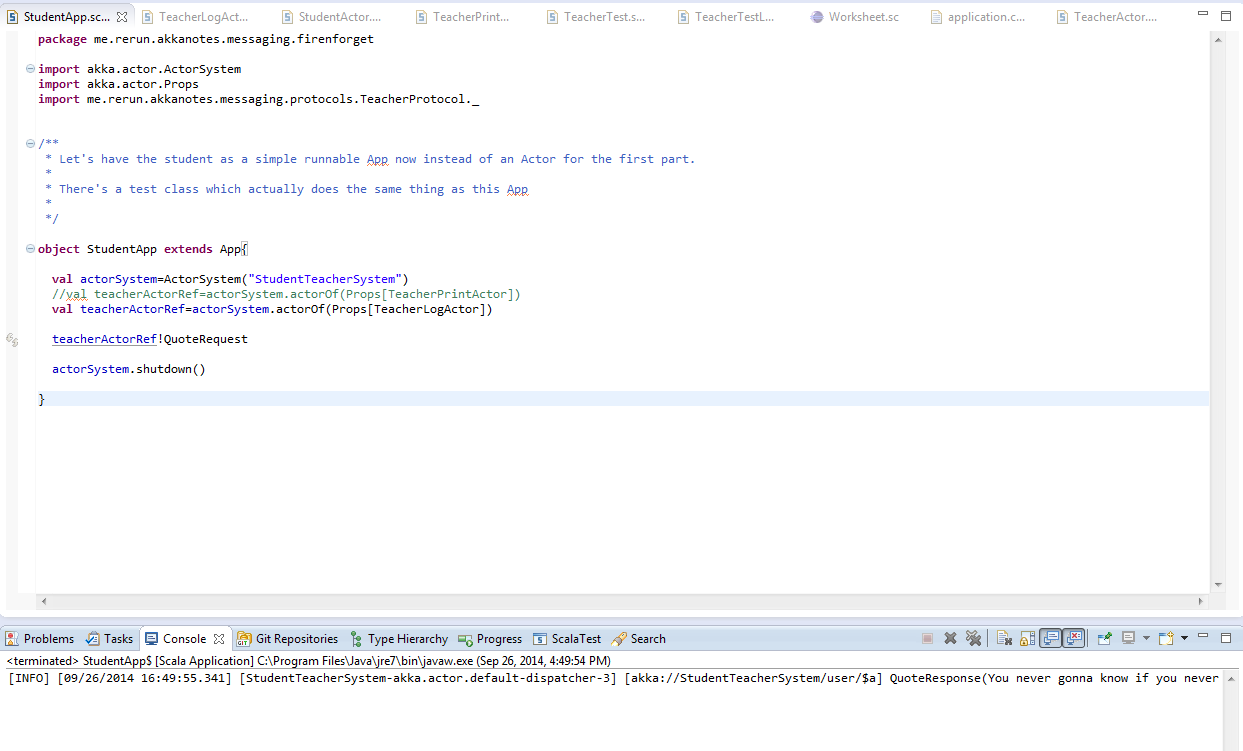 StudentApp.sc... TeacherLogAct... StudentActor.... TeacherPrint... TeacherTest.s... TeacherTestL... Worksheet.sc application.c... TeacherActor....
package me.rerun.akkanotes.messaging.firenforget
import akka.actor.ActorSystem
import akka.actor.Props
import me.rerun.akkanotes.messaging.protocols.TeacherProtocol._
/**
* Let's have the student as a simple runnable App now instead of an Actor for the first part.
*
* There's a test class which actually does the same thing as this App
*
*/
object StudentApp extends App{
val actorSystem=ActorSystem("StudentTeacherSystem")
//val teacherActorRef=actorSystem.actorOf(Props[TeacherPrintActor])
val teacherActorRef=actorSystem.actorOf(Props[TeacherLogActor])
teacherActorRef!QuoteRequest
actorSystem.shutdown()
}
Problems Tasks Console Git Repositories Type Hierarchy Progress ScalaTest Search
<terminated> StudentApp$ [Scala Application] C:\Program Files\Java\jre7\bin\javaw.exe (Sep 26, 2014, 4:49:54 PM)
[INFO] [09/26/2014 16:49:55.341] [StudentTeacherSystem-akka.actor.default-dispatcher-3] [akka://StudentTeacherSystem/user/$a] QuoteResponse(You never gonna know if you never